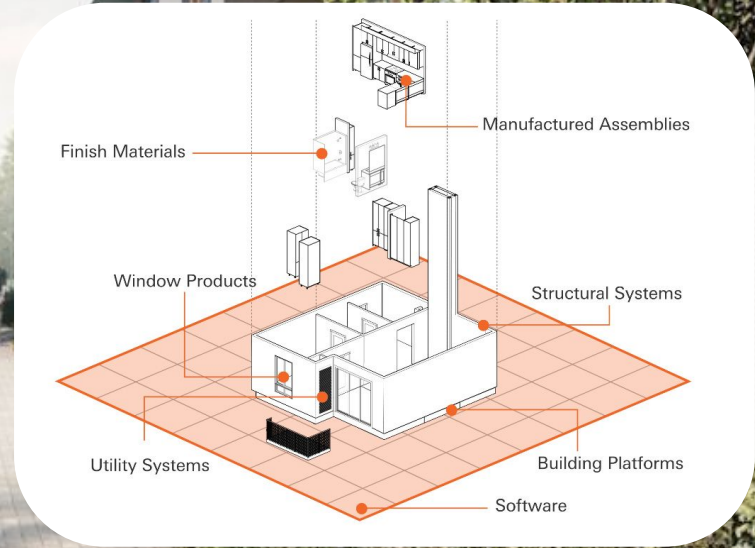 Manufactured Assemblies
Finish Materials
Window Products
Structural Systems
Utility Systems
Building Platforms
Software